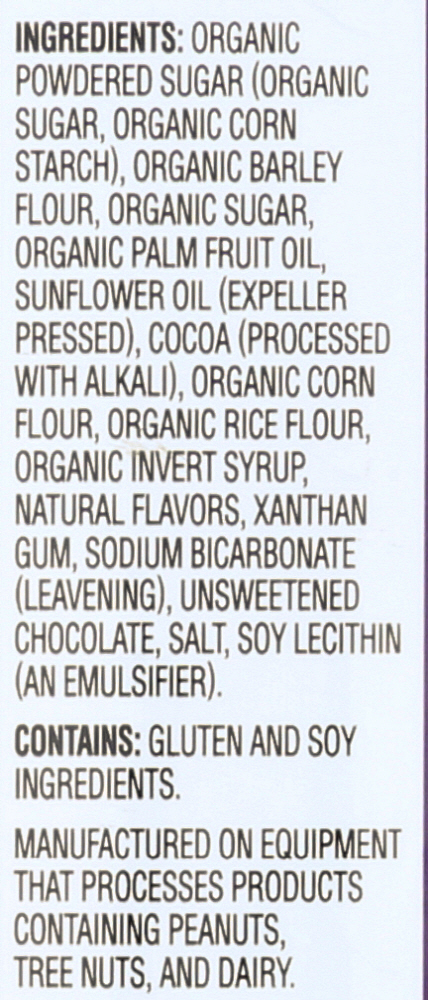 INGREDIENTS: ORGANIC
POWDERED SUGAR (ORGANIC
SUGAR, ORGANIC CORN
STARCH), ORGANIC BARLEY
FLOUR, ORGANIC SUGAR,
ORGANIC PALM FRUIT OIL,
SUNFLOWER OIL (EXPELLER
PRESSED), COCOA (PROCESSED
WITH ALKALI), ORGANIC CORN
FLOUR, ORGANIC RICE FLOUR,
ORGANIC INVERT SYRUP,
NATURAL FLAVORS, XANTHAN
GUM, SODIUM BICARBONATE
(LEAVENING), UNSWEETENED
CHOCOLATE, SALT, SOY LECITHIN
(AN EMULSIFIER).
CONTAINS: GLUTEN AND SOY
INGREDIENTS.
MANUFACTURED ON EQUIPMENT
THAT PROCESSES PRODUCTS
CONTAINING PEANUTS,
TREE NUTS, AND DAIRY.